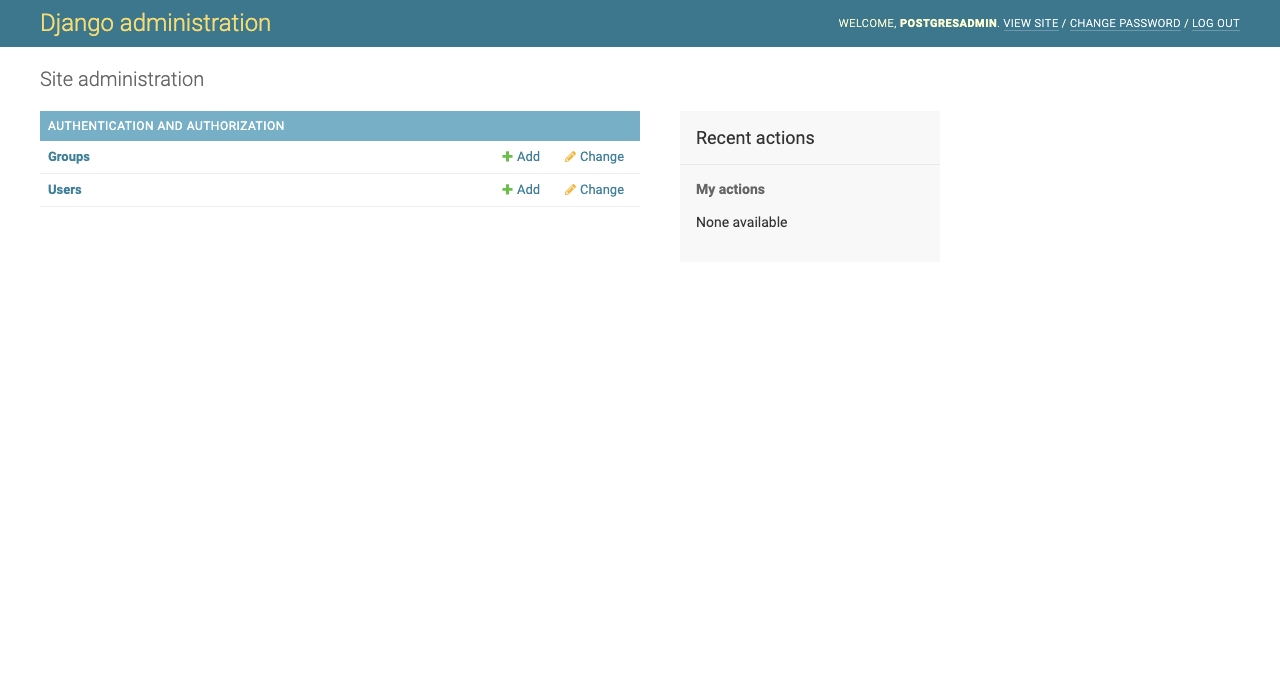 Django administration
WELCOME, POSTGRESADMIN. VIEW SITE / CHANGE PASSWORD / LOG OUT
Site administration
AUTHENTICATION AND AUTHORIZATION
Groups Add Change
Users Add Change
Recent actions
My actions
None available